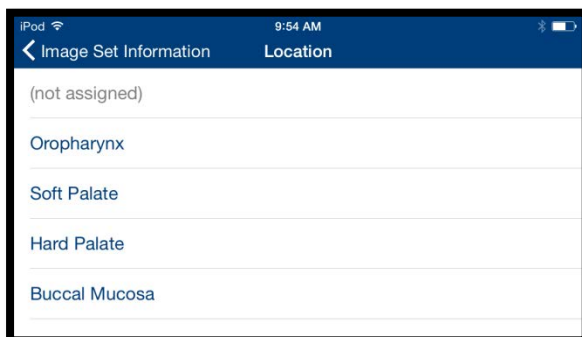 iPod 9:54 AM
Image Set Information Location
(not assigned)
Oropharynx
Soft Palate
Hard Palate
Buccal Mucosa